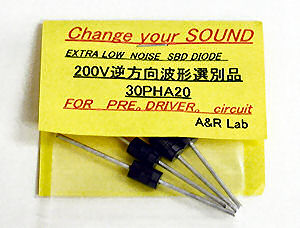 Change your SOUND
EXTRA LOW NOISE SBD DIODE
200V逆方向波形選別品
30PHA20
FOR PRE。DRIVER。 circuit
A&R Lab